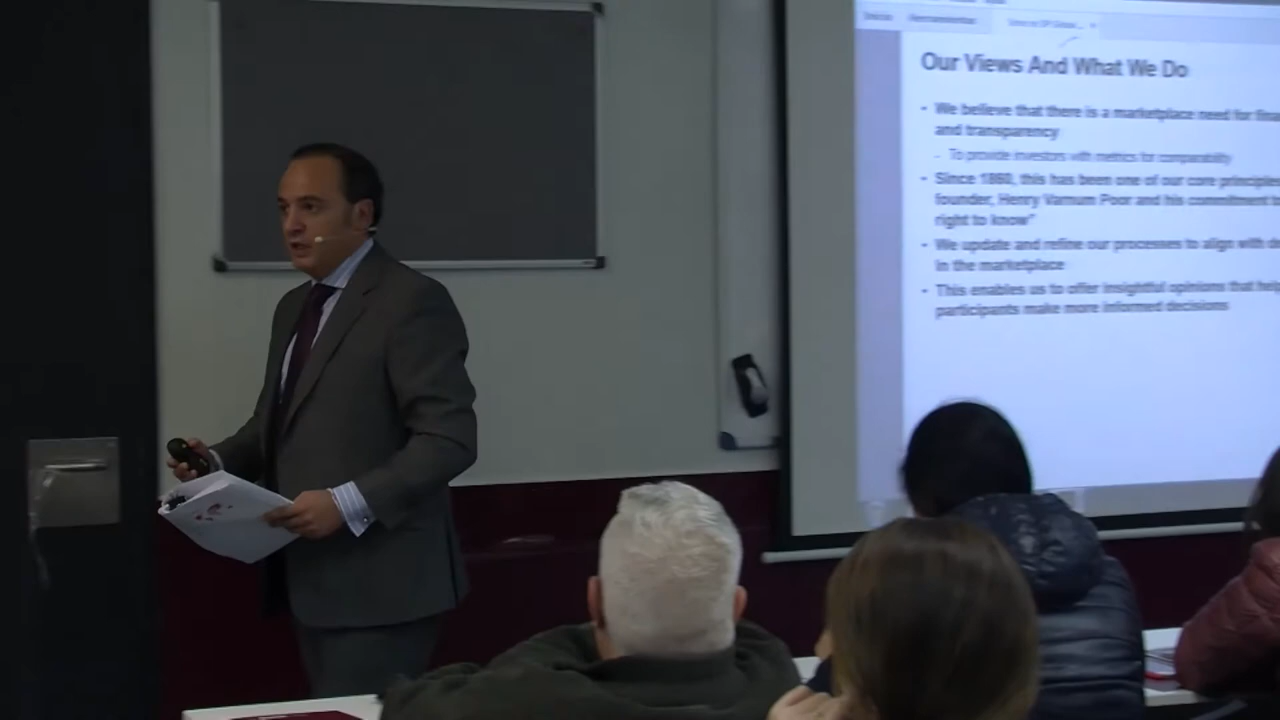 Inicio Herramientas
Our Views And What We Do
• We believe that there is a marketplace need for
and transparency
- To provide investors with metrics for comparability
• Since 1860, this has been one of our core principles
founder, Henry Varnum Poor and his commitment
right to know"
• We update and refine our processes to align with
in the marketplace
• This enables us to offer insightful opinions that
participants make more informed decisions